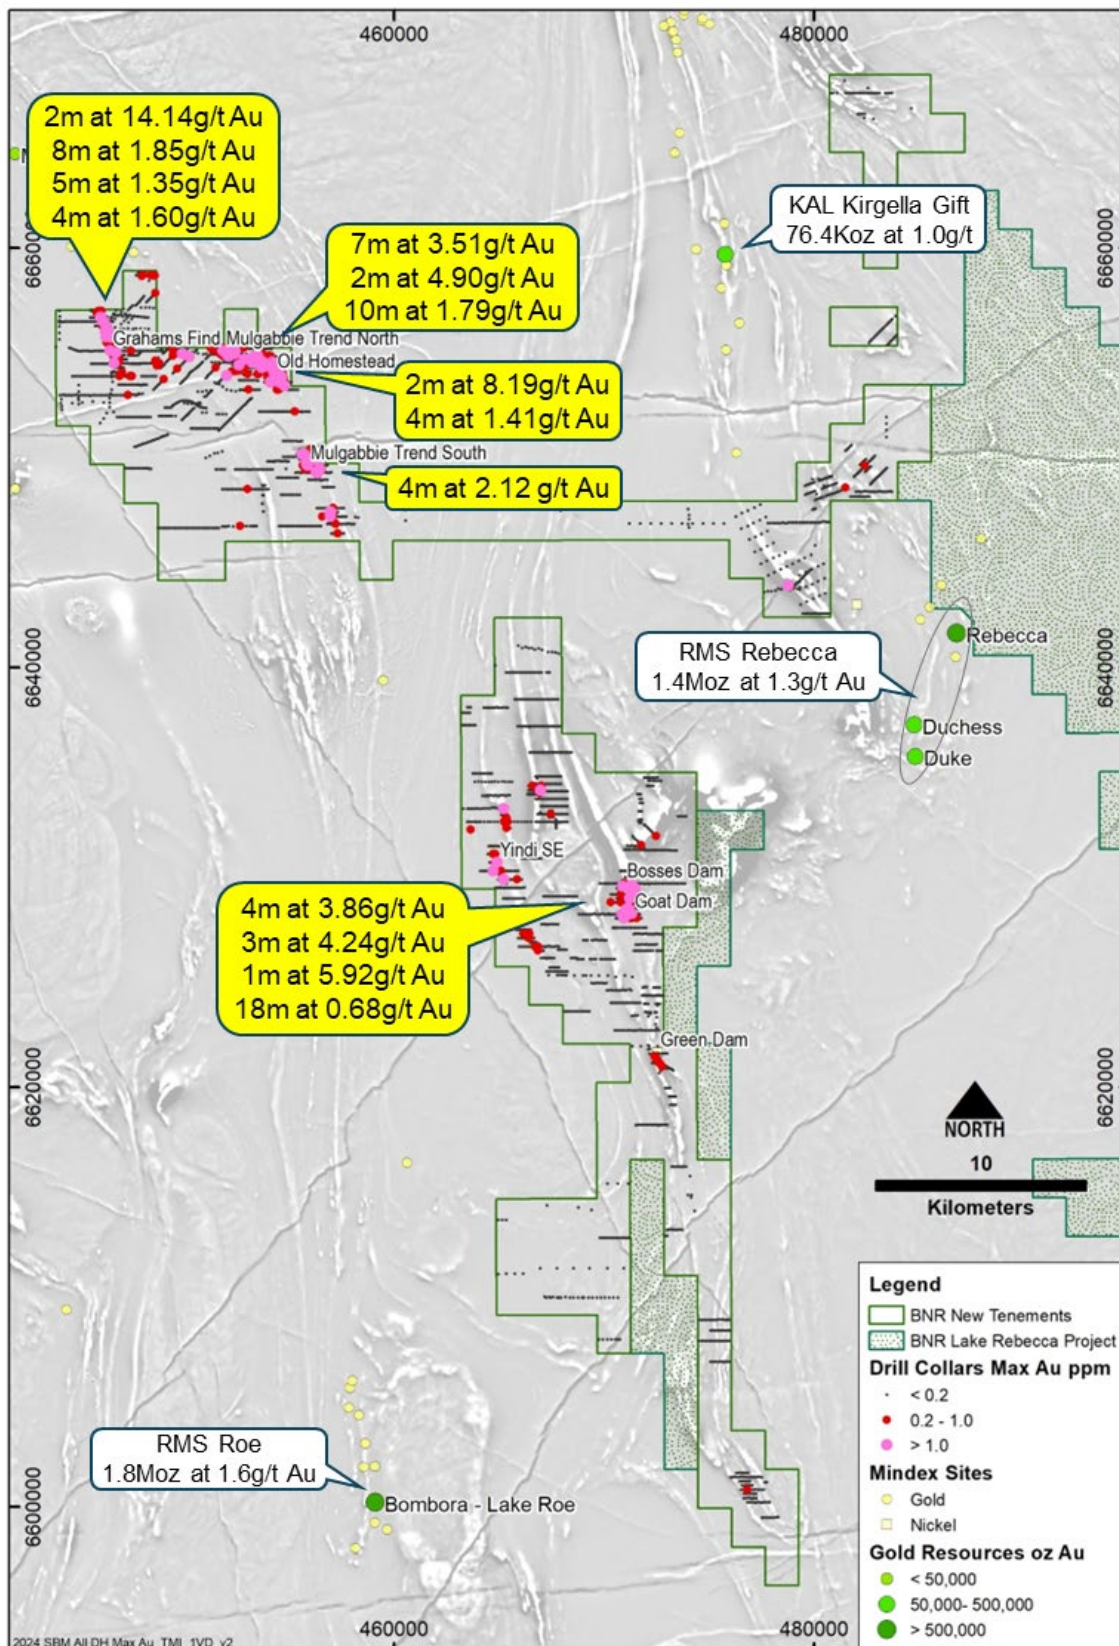 460000
480000
2m at 14.14g/t Au
8m at 1.85g/t Au
5m at 1.35g/t Au
4m at 1.60g/t Au
KAL Kirgella Gift
76.4Koz at 1.0g/t
6660000
6660000
7m at 3.51g/t Au
2m at 4.90g/t Au
10m at 1.79g/t Au
Grahams Find
Mulgabbie Trend North
Old Homestead
2m at 8.19g/t Au
4m at 1.41g/t Au
Mulgabbie Trend South
4m at 2.12 g/t Au
6640000
6640000
RMS Rebecca
1.4Moz at 1.3g/t Au
Rebecca
Duchess
Duke
Yindi SE
Bosses Dam
Goat Dam
4m at 3.86g/t Au
3m at 4.24g/t Au
1m at 5.92g/t Au
18m at 0.68g/t Au
Green Dam
6620000
6620000
NORTH
10
Kilometers
Legend
BNR New Tenements
BNR Lake Rebecca Project
Drill Collars Max Au ppm
< 0.2
0.2 - 1.0
> 1.0
Mindex Sites
Gold
Nickel
Gold Resources oz Au
< 50,000
50,000- 500,000
> 500,000
RMS Roe
1.8Moz at 1.6g/t Au
Bombora - Lake Roe
6600000
460000
480000
2024 SBM All DH Max Au_TMI_1VD_v2